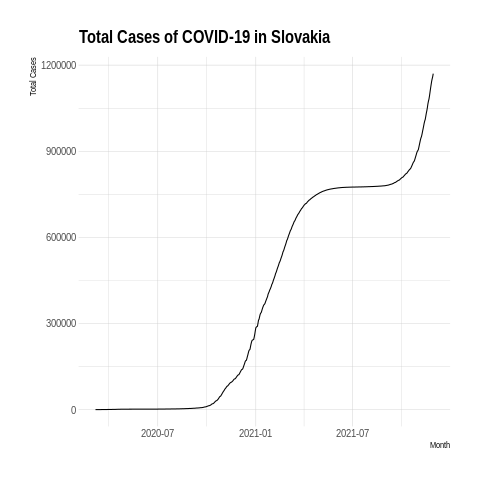 Total Cases of COVID-19 in Slovakia
Total Cases
1200000
900000
600000
300000
0
2020-07 2021-01 2021-07
Month